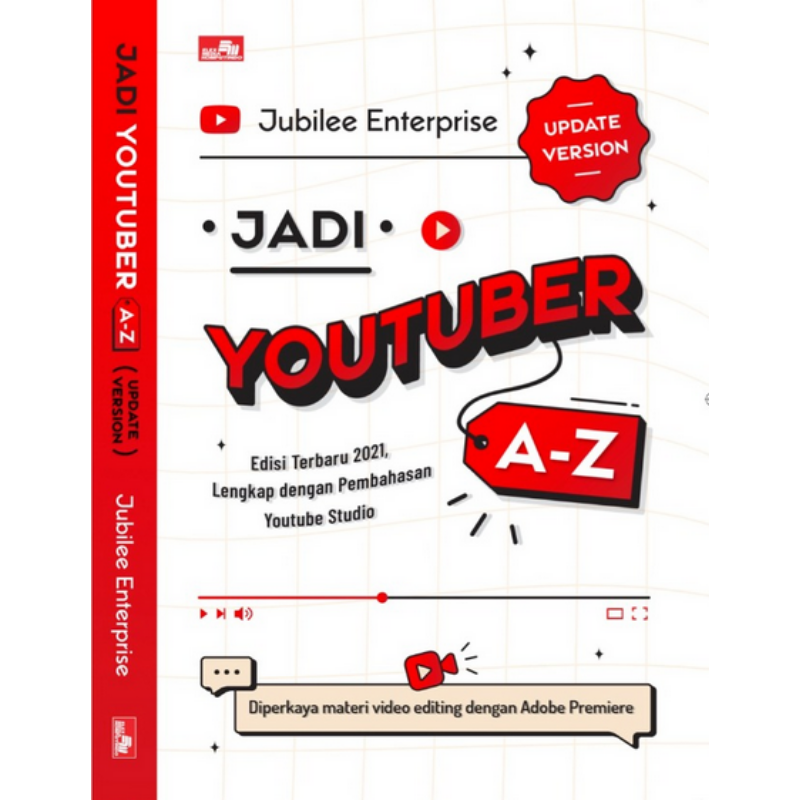 JADI YOUTUBER A-Z (UPDATE VERSION) Jubilee Enterprise
Jubilee Enterprise
UPDATE
VERSION
JADI
YOUTUBER
A-Z
Edisi Terbaru 2021,
Lengkap dengan Pembahasan
Youtube Studio
Diperkaya materi video editing dengan Adobe Premiere